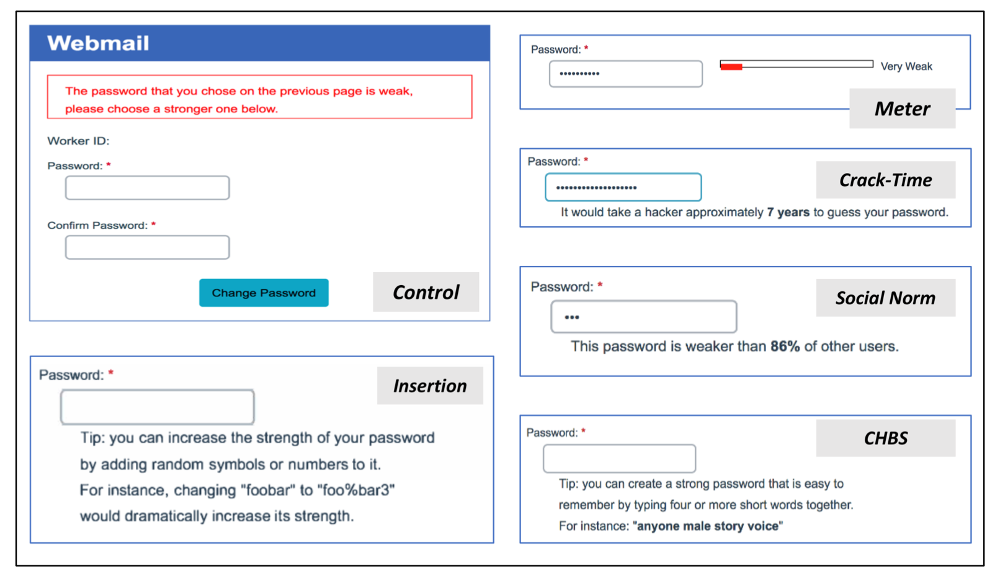 Webmail
The password that you chose on the previous page is weak,
please choose a stronger one below.
Worker ID:
Password: *
Confirm Password: *
Change Password
Control
Password: *
Insertion
Tip: you can increase the strength of your password
by adding random symbols or numbers to it.
For instance, changing "foobar" to "foo%bar3"
would dramatically increase its strength.
Password: *
••••••••••
Very Weak
Meter
Password: *
Crack-Time
•••••••••••••••••••
It would take a hacker approximately 7 years to guess your password.
Password: *
Social Norm
•••
This password is weaker than 86% of other users.
Password: *
CHBS
Tip: you can create a strong password that is easy to
remember by typing four or more short words together.
For instance: "anyone male story voice"